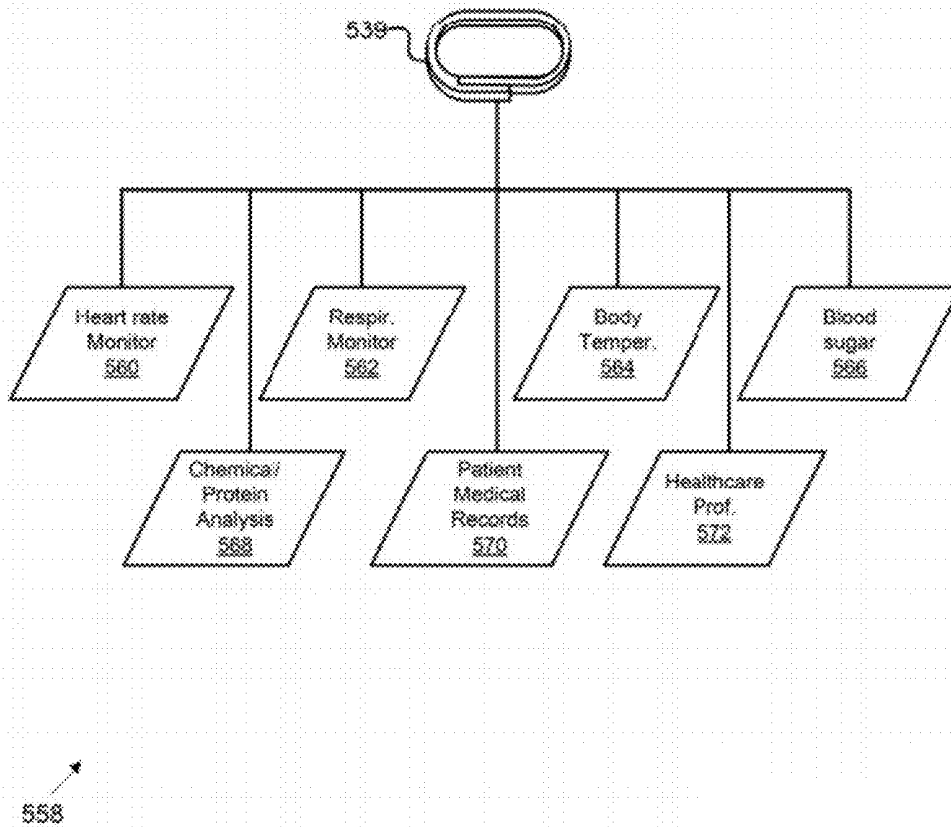 539
Heart rate
Monitor
560
Respir.
Monitor
562
Body
Temper.
564
Blood
sugar
566
Chemical/
Protein
Analysis
568
Patient
Medical
Records
570
Healthcare
Prof.
572
558